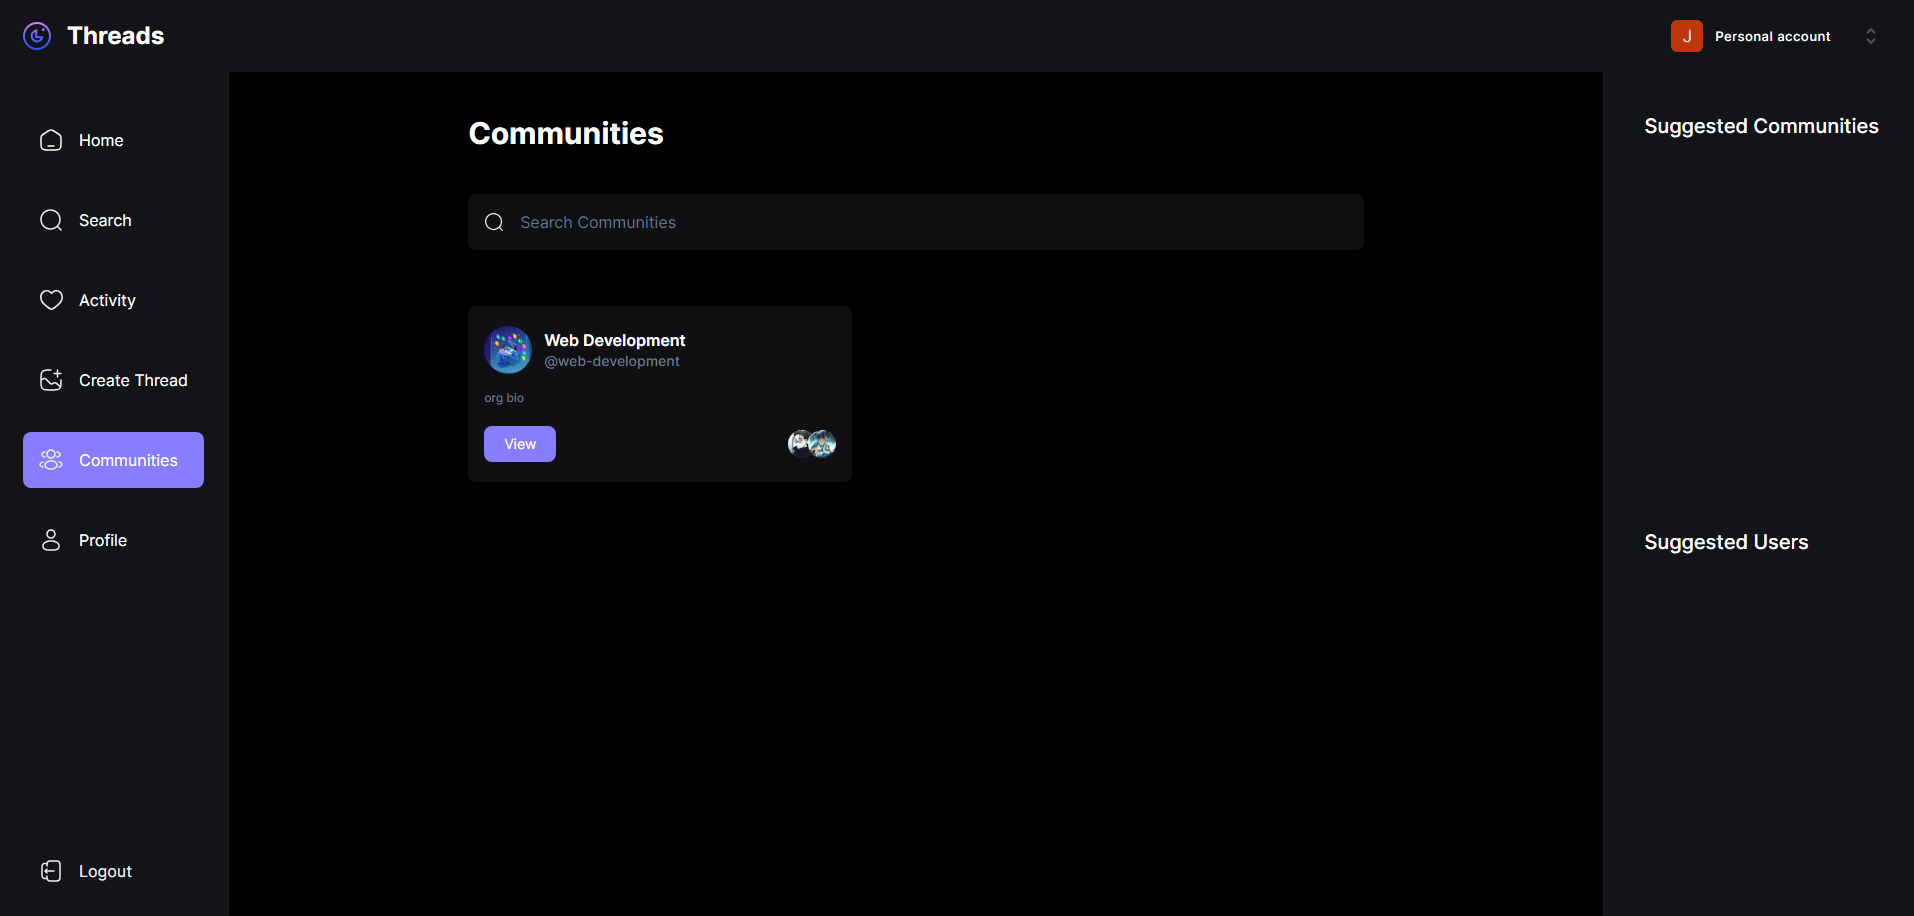 Threads
J
Personal account
Home
Search
Activity
Create Thread
Communities
Profile
Logout
Communities
Search Communities
Web Development
@web-development
org bio
View
Suggested Communities
Suggested Users